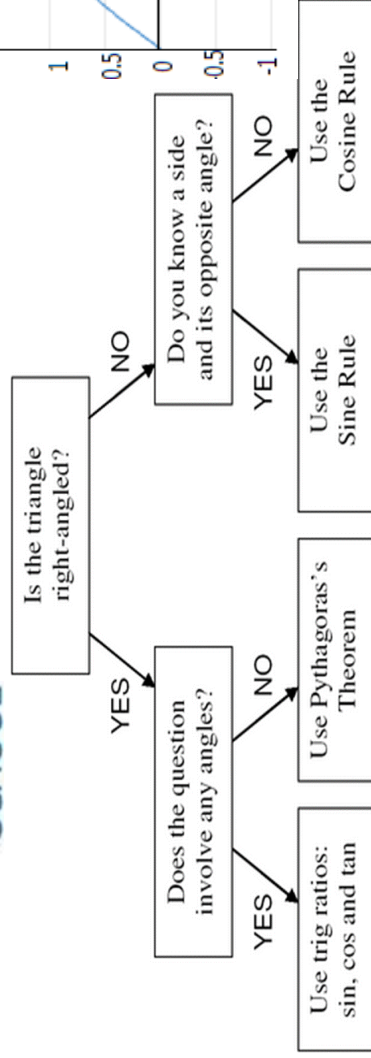 Is the triangle
right-angled?
YES
NO
Does the question
involve any angles?
Do you know a side
and its opposite angle?
YES
NO
YES
NO
Use trig ratios:
sin, cos and tan
Use Pythagoras's
Theorem
Use the
Sine Rule
Use the
Cosine Rule
1
0.5
0
-0.5
-1